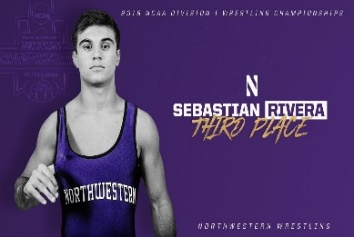 2019 NCAA DIVISION I WRESTLING CHAMPIONSHIPS
N
SEBASTIAN RIVERA
THIRD PLACE
NORTHWESTERN
NORTHWESTERN WRESTLING